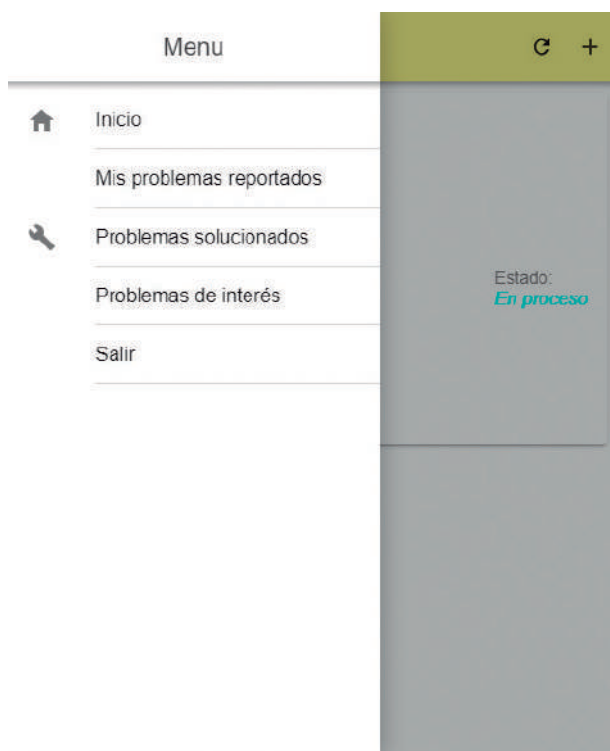 Menu
Inicio
Mis problemas reportados
Problemas solucionados
Problemas de interés
Salir
Estado:
En proceso